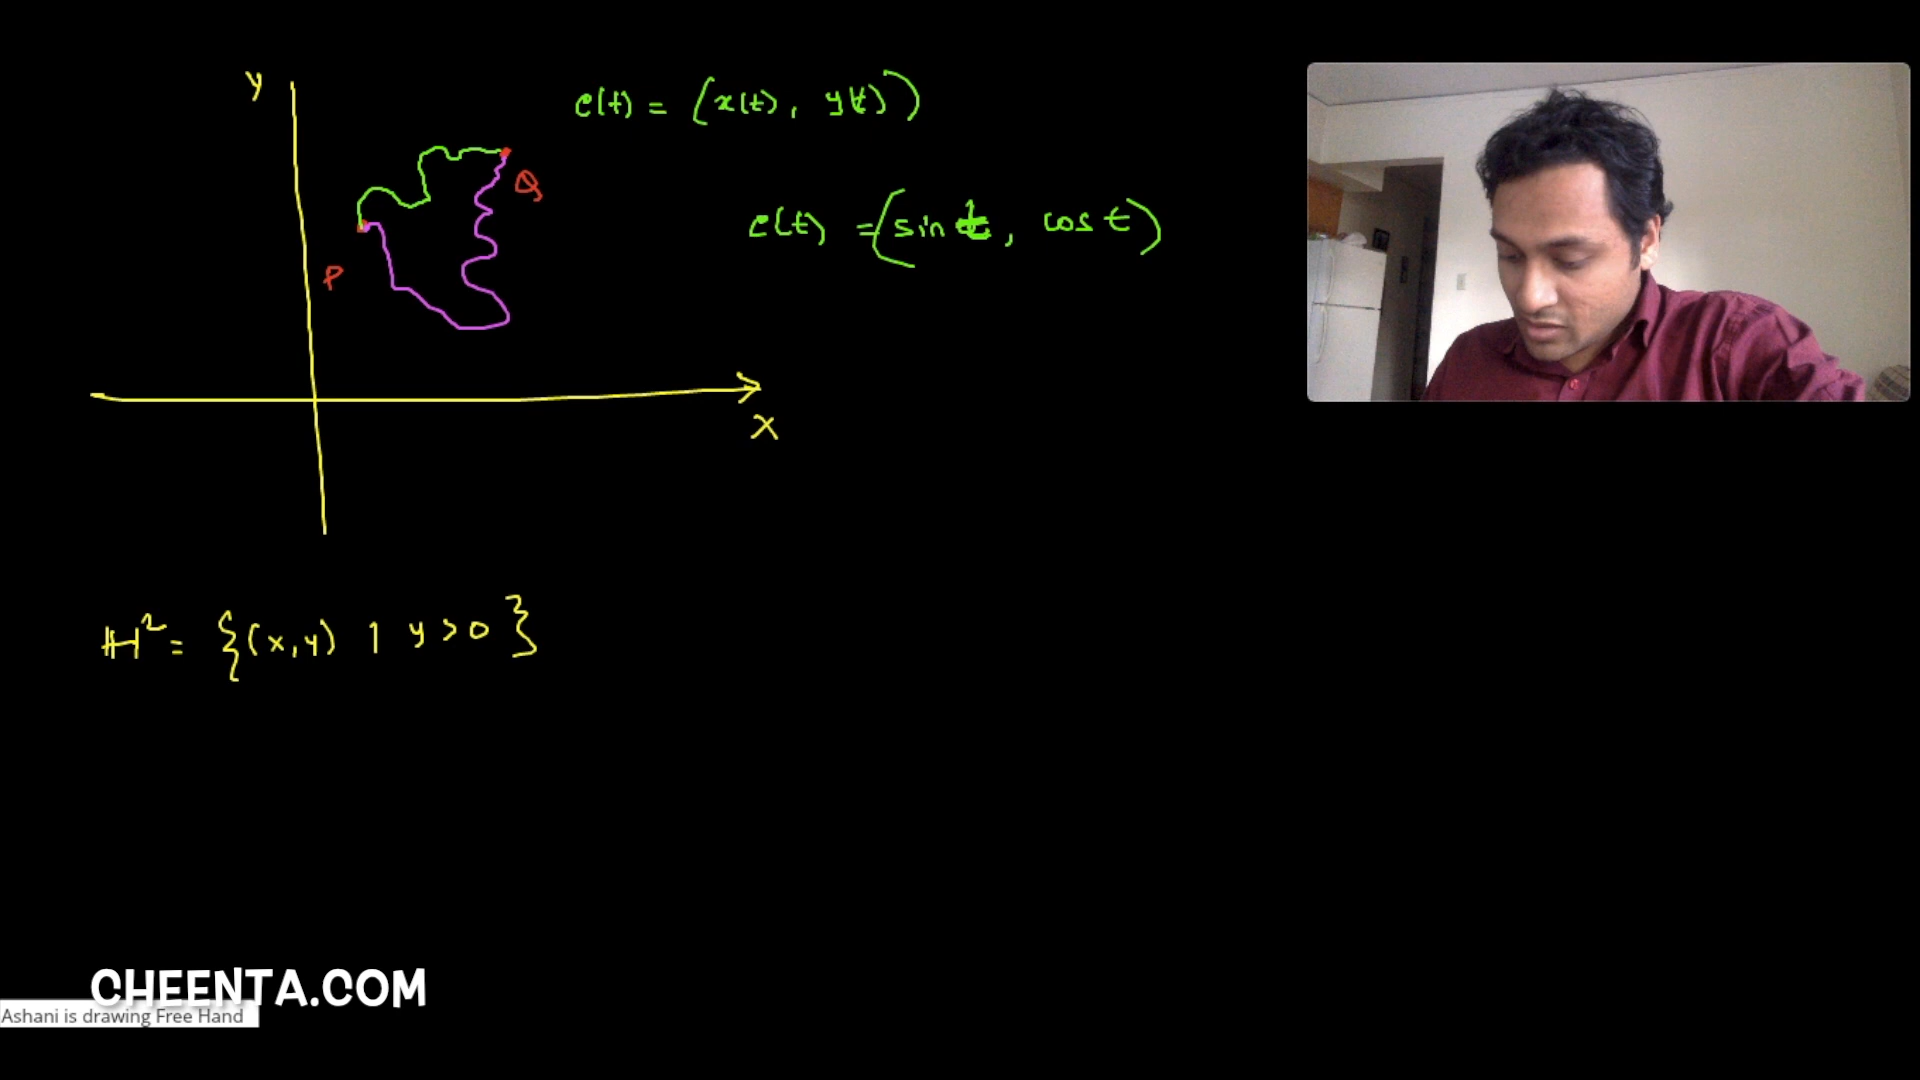 y
c(t) = (x(t), y(t))
Q
c(t) = (sin t, cos t)
P
x
ℍ² = {(x,y) | y > 0}
CHEENTA.COM
Ashani is drawing Free Hand